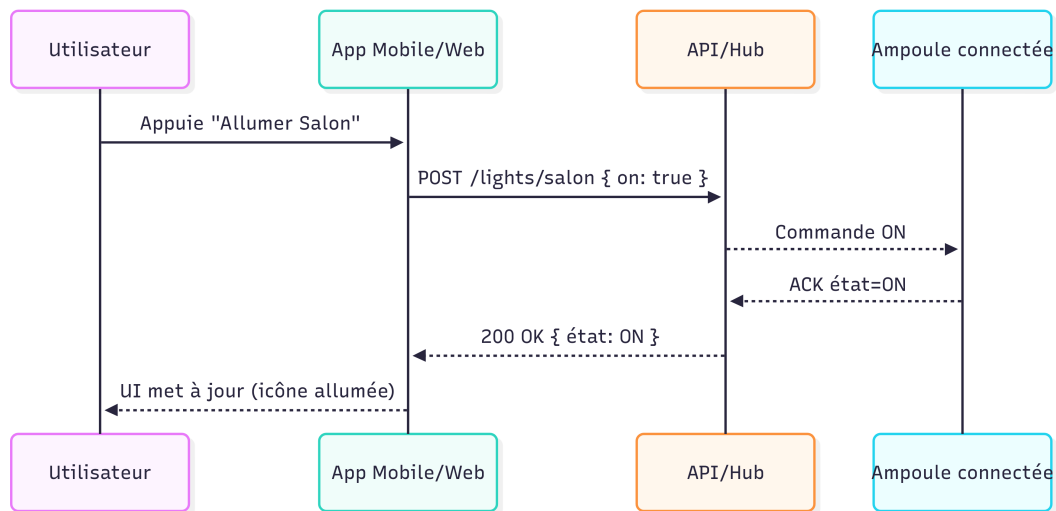 Utilisateur
App Mobile/Web
API/Hub
Ampoule connectée
Appuie "Allumer Salon"
POST /lights/salon { on: true }
Commande ON
ACK état=ON
200 OK { état: ON }
UI met à jour (icône allumée)
Utilisateur
App Mobile/Web
API/Hub
Ampoule connectée